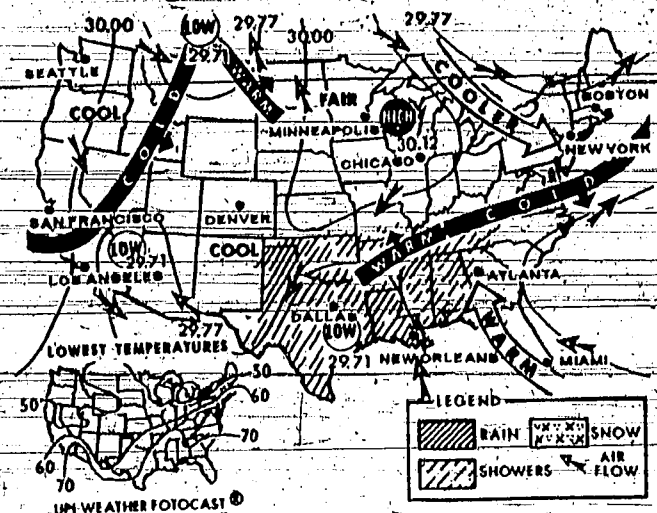 29.77
LOW
30.00
29.77
30.00
29.71
SEATTLE
WARM
COOLER
COLD
COOL
FAIR
HIGH
BOSTON
MINNEAPOLIS
30.12
NEW YORK
CHICAGO
SAN FRANCISCO
DENVER
WARM
COLD
LOW
29.71
COOL
LOS ANGELES
ATLANTA
DALLAS
LOW
29.77
29.71
NEW ORLEANS
WARM
MIAMI
LOWEST TEMPERATURES
50
60
50
70
60
70
LEGEND
RAIN
SNOW
SHOWERS
AIR
FLOW
UPI WEATHER FOTOCAST ®